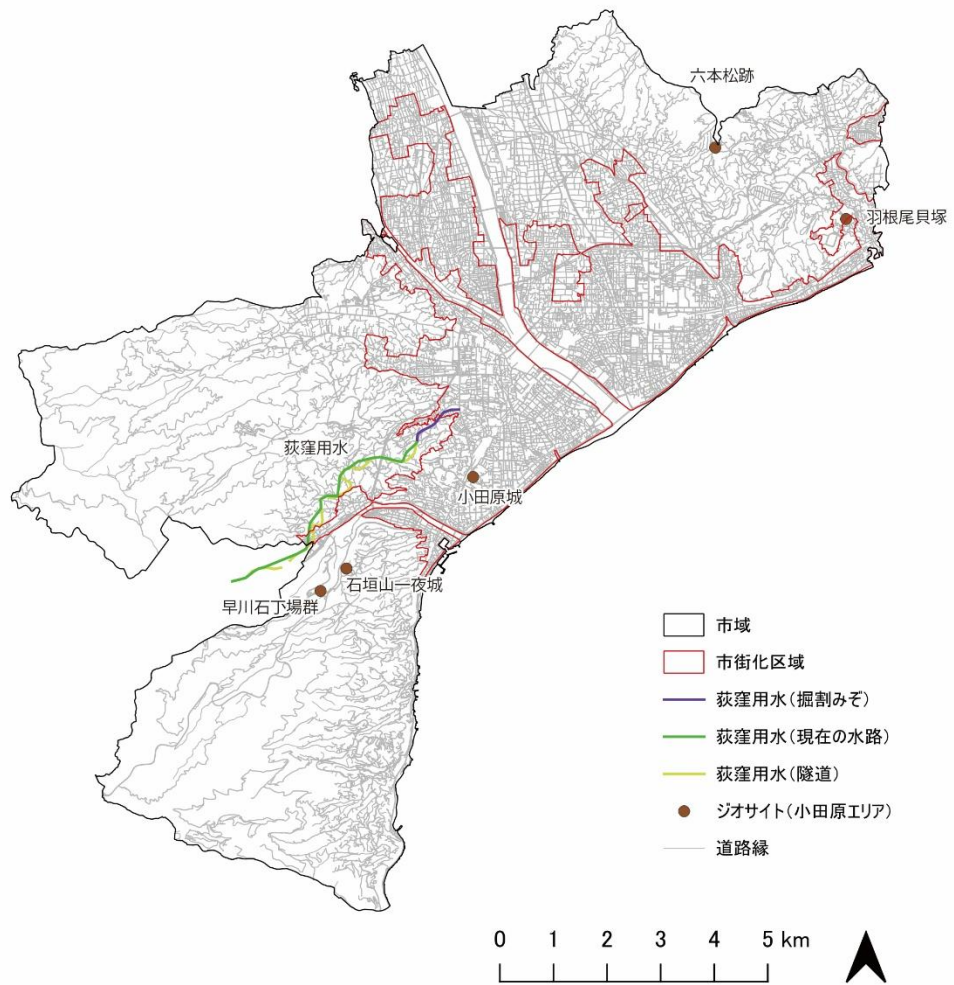 六本松跡
羽根尾貝塚
荻窪用水
小田原城
石垣山一夜城
早川石丁場群
市域
市街化区域
荻窪用水(掘割みぞ)
荻窪用水(現在の水路)
荻窪用水(隧道)
ジオサイト(小田原エリア)
道路縁
0 1 2 3 4 5 km